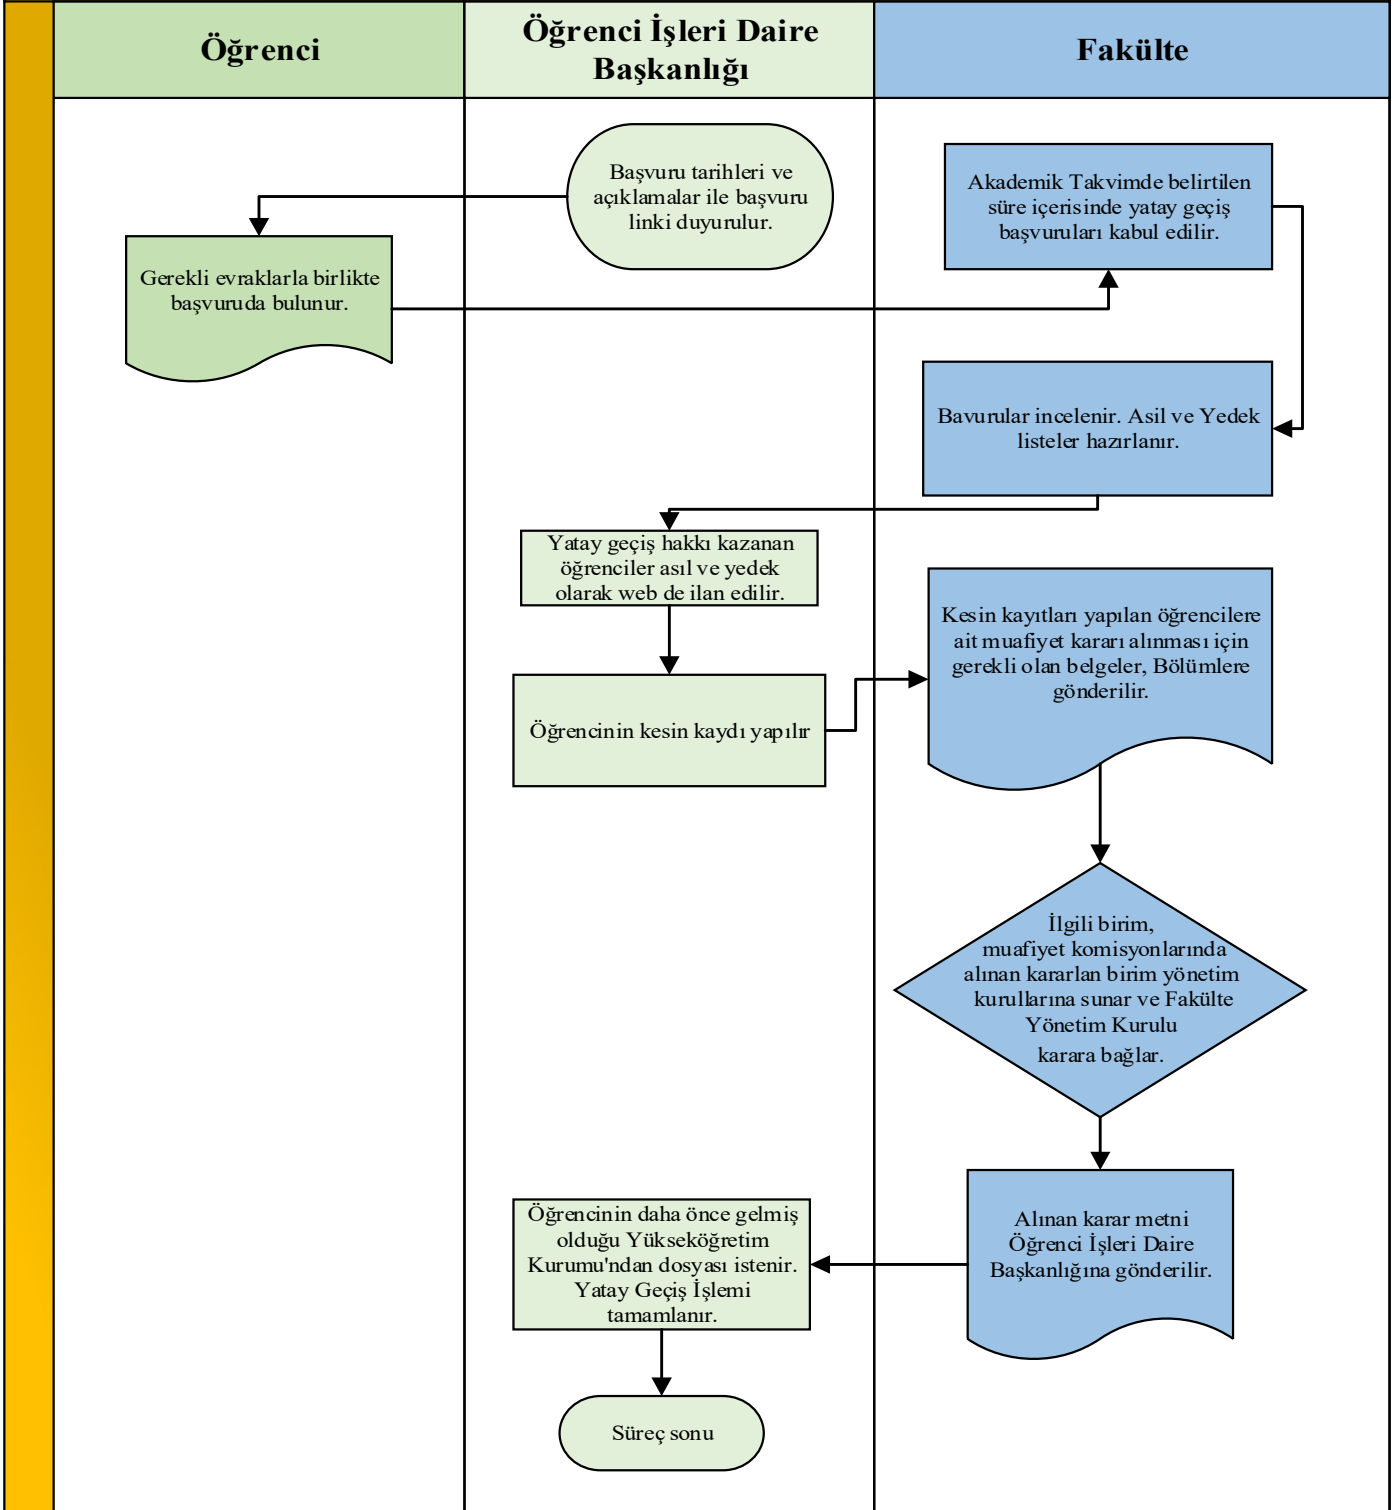 Öğrenci
Öğrenci İşleri Daire
Başkanlığı
Fakülte
Başvuru tarihleri ve
açıklamalar ile başvuru
linki duyurulur.
Gerekli evraklarla birlikte
başvuruda bulunur.
Akademik Takvimde belirtilen
süre içerisinde yatay geçiş
başvuruları kabul edilir.
Bavurular incelenir. Asil ve Yedek
listeler hazırlanır.
Yatay geçiş hakkı kazanan
öğrenciler asıl ve yedek
olarak web de ilan edilir.
Öğrencinin kesin kaydı yapılır
Kesin kayıtları yapılan öğrencilere
ait muafiyet kararı alınması için
gerekli olan belgeler, Bölümlere
gönderilir.
İlgili birim,
muafiyet komisyonlarında
alınan kararlan birim yönetim
kurullarına sunar ve Fakülte
Yönetim Kurulu
karara bağlar.
Alınan karar metni
Öğrenci İşleri Daire
Başkanlığına gönderilir.
Öğrencinin daha önce gelmiş
olduğu Yükseköğretim
Kurumu'ndan dosyası istenir.
Yatay Geçiş İşlemi
tamamlanır.
Süreç sonu